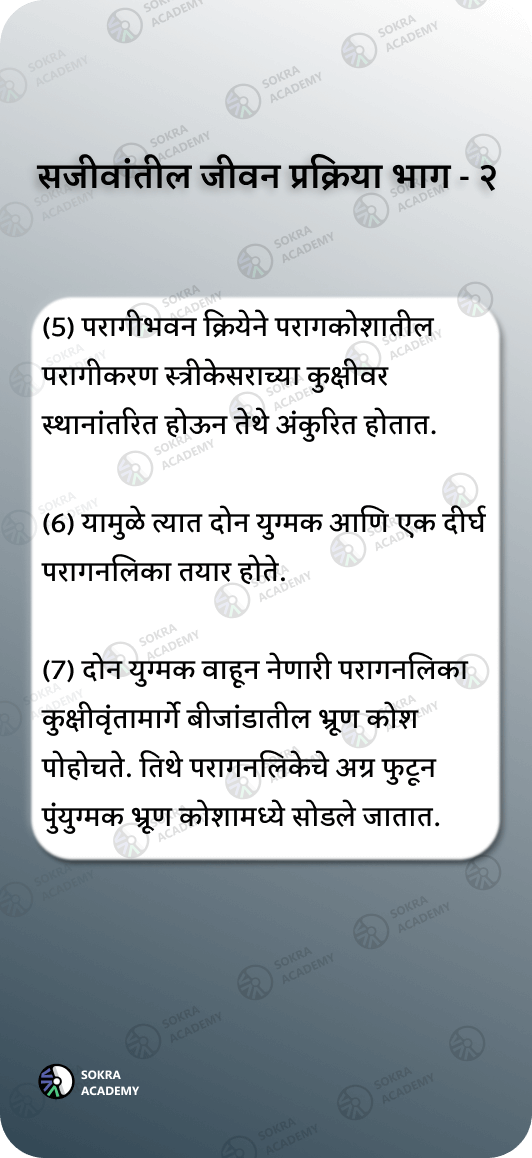 सजीवांतील जीवन प्रक्रिया भाग - २
(5) परागीभवन क्रियेने परागकोशातील
परागीकरण स्त्रीकेसराच्या कुक्षीवर
स्थानांतरित होऊन तेथे अंकुरित होतात.
(6) यामुळे त्यात दोन युग्मक आणि एक दीर्घ
परागनलिका तयार होते.
(7) दोन युग्मक वाहून नेणारी परागनलिका
कुक्षीवृंतामार्गे बीजांडातील भ्रूण कोश
पोहोचते. तिथे परागनलिकेचे अग्र फुटून
पुंयुग्मक भ्रूण कोशामध्ये सोडले जातात.
SOKRA
ACADEMY